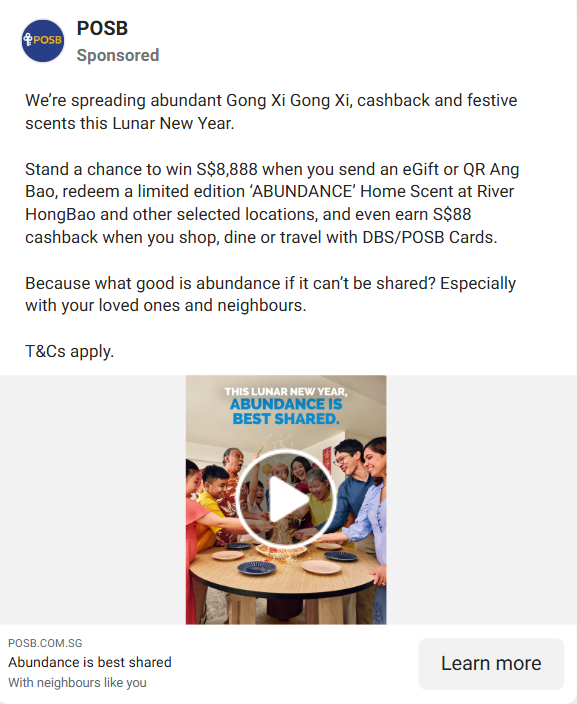 POSB
POSB
Sponsored
We’re spreading abundant Gong Xi Gong Xi, cashback and festive
scents this Lunar New Year.
Stand a chance to win S$8,888 when you send an eGift or QR Ang
Bao, redeem a limited edition ‘ABUNDANCE’ Home Scent at River
HongBao and other selected locations, and even earn S$88
cashback when you shop, dine or travel with DBS/POSB Cards.
Because what good is abundance if it can’t be shared? Especially
with your loved ones and neighbours.
T&Cs apply.
THIS LUNAR NEW YEAR,
ABUNDANCE IS
BEST SHARED.
POSB.COM.SG
Abundance is best shared
With neighbours like you
Learn more